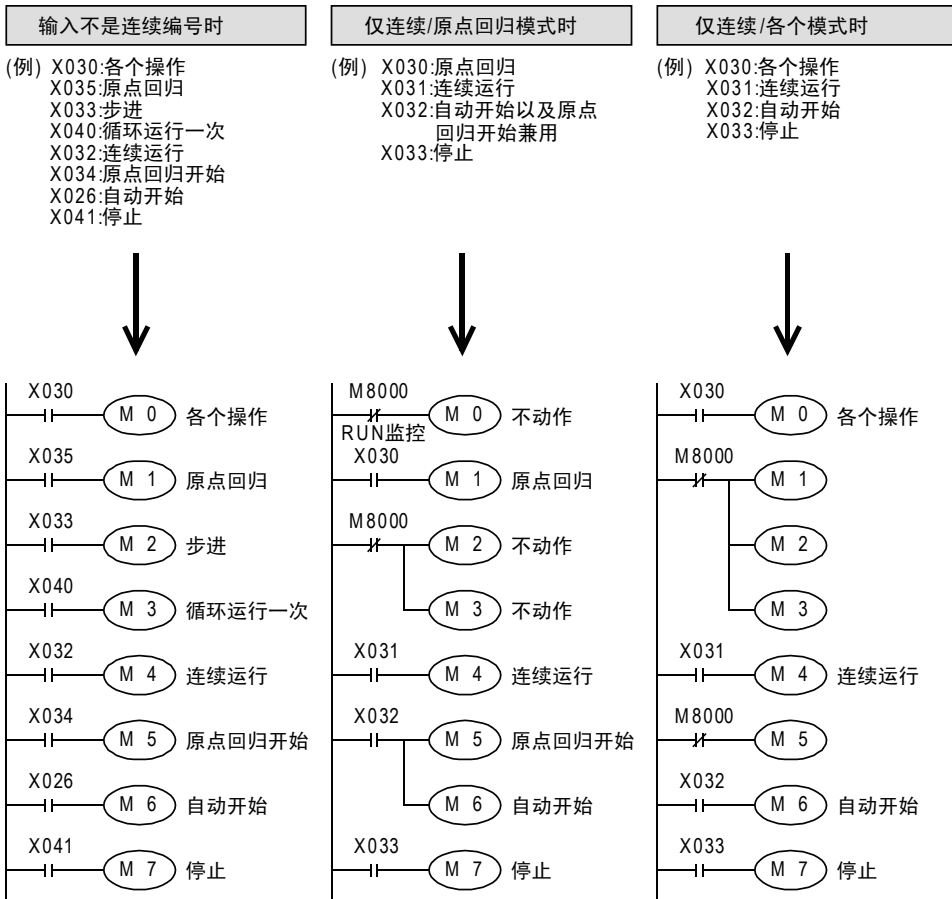 输入不是连续编号时
(例) X030:各个操作
X035:原点回归
X033:步进
X040:循环运行一次
X032:连续运行
X034:原点回归开始
X026:自动开始
X041:停止
X030
M 0 各个操作
X035
M 1 原点回归
X033
M 2 步进
X040
M 3 循环运行一次
X032
M 4 连续运行
X034
M 5 原点回归开始
X026
M 6 自动开始
X041
M 7 停止
仅连续/原点回归模式时
(例) X030:原点回归
X031:连续运行
X032:自动开始以及原点
回归开始兼用
X033:停止
M8000
M 0 不动作
RUN监控
X030
M 1 原点回归
M8000
M 2 不动作
M 3 不动作
X031
M 4 连续运行
X032
M 5 原点回归开始
M 6 自动开始
X033
M 7 停止
仅连续/各个模式时
(例) X030:各个操作
X031:连续运行
X032:自动开始
X033:停止
X030
M 0 各个操作
M8000
M 1
M 2
M 3
X031
M 4 连续运行
M8000
M 5
X032
M 6 自动开始
X033
M 7 停止